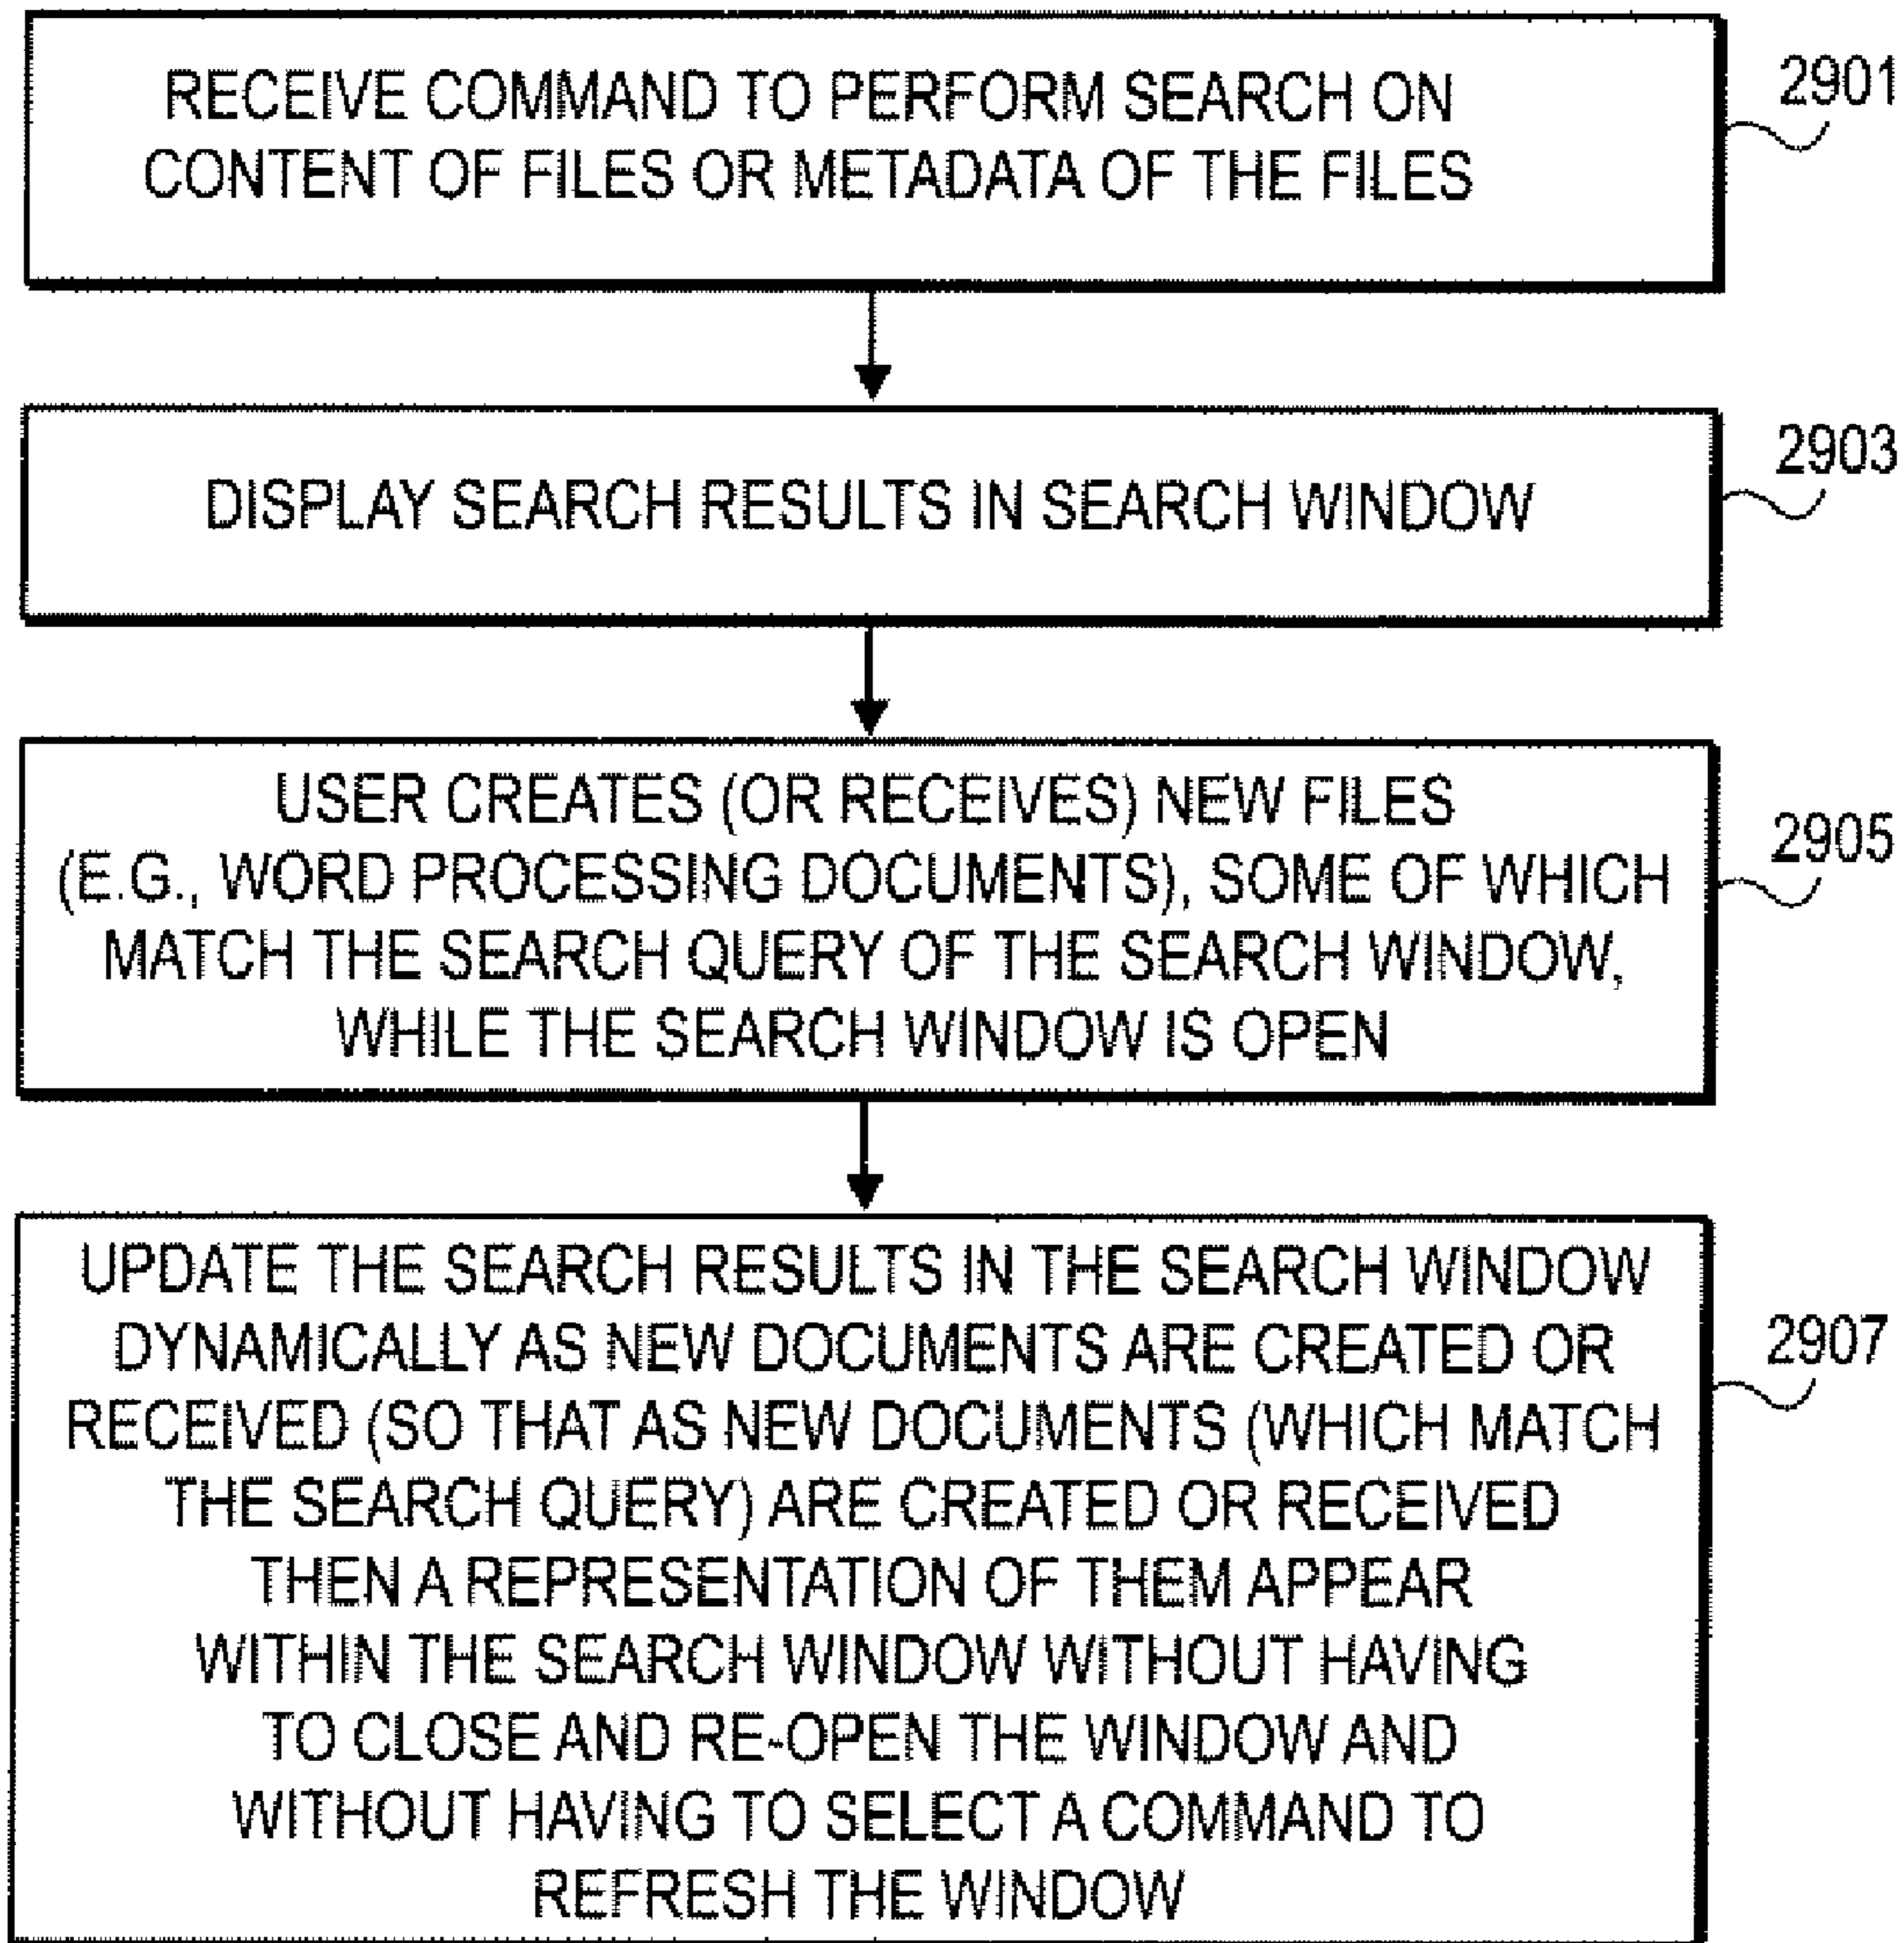 RECEIVE COMMAND TO PERFORM SEARCH ON
CONTENT OF FILES OR METADATA OF THE FILES
2901
DISPLAY SEARCH RESULTS IN SEARCH WINDOW
2903
USER CREATES (OR RECEIVES) NEW FILES
(E.G., WORD PROCESSING DOCUMENTS), SOME OF WHICH
MATCH THE SEARCH QUERY OF THE SEARCH WINDOW,
WHILE THE SEARCH WINDOW IS OPEN
2905
UPDATE THE SEARCH RESULTS IN THE SEARCH WINDOW
DYNAMICALLY AS NEW DOCUMENTS ARE CREATED OR
RECEIVED (SO THAT AS NEW DOCUMENTS (WHICH MATCH
THE SEARCH QUERY) ARE CREATED OR RECEIVED
THEN A REPRESENTATION OF THEM APPEAR
WITHIN THE SEARCH WINDOW WITHOUT HAVING
TO CLOSE AND RE-OPEN THE WINDOW AND
WITHOUT HAVING TO SELECT A COMMAND TO
REFRESH THE WINDOW
2907